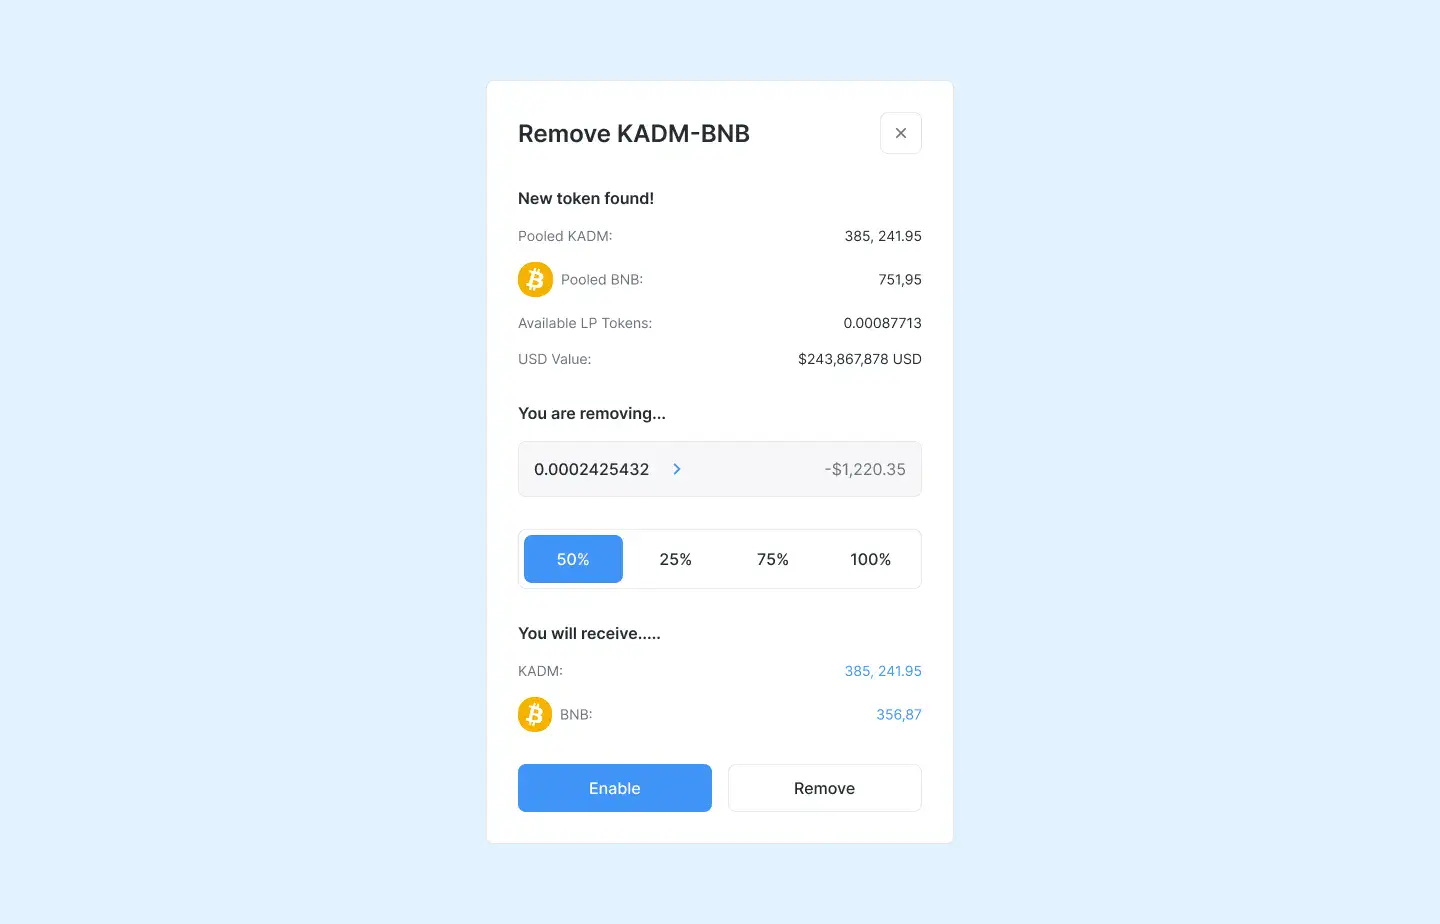 Remove KADM-BNB
New token found!
Pooled KADM: 385, 241.95
Pooled BNB: 751,95
Available LP Tokens: 0.00087713
USD Value: $243,867,878 USD
You are removing...
0.0002425432 -$1,220.35
50% 25% 75% 100%
You will receive.....
KADM: 385, 241.95
BNB: 356,87
Enable Remove